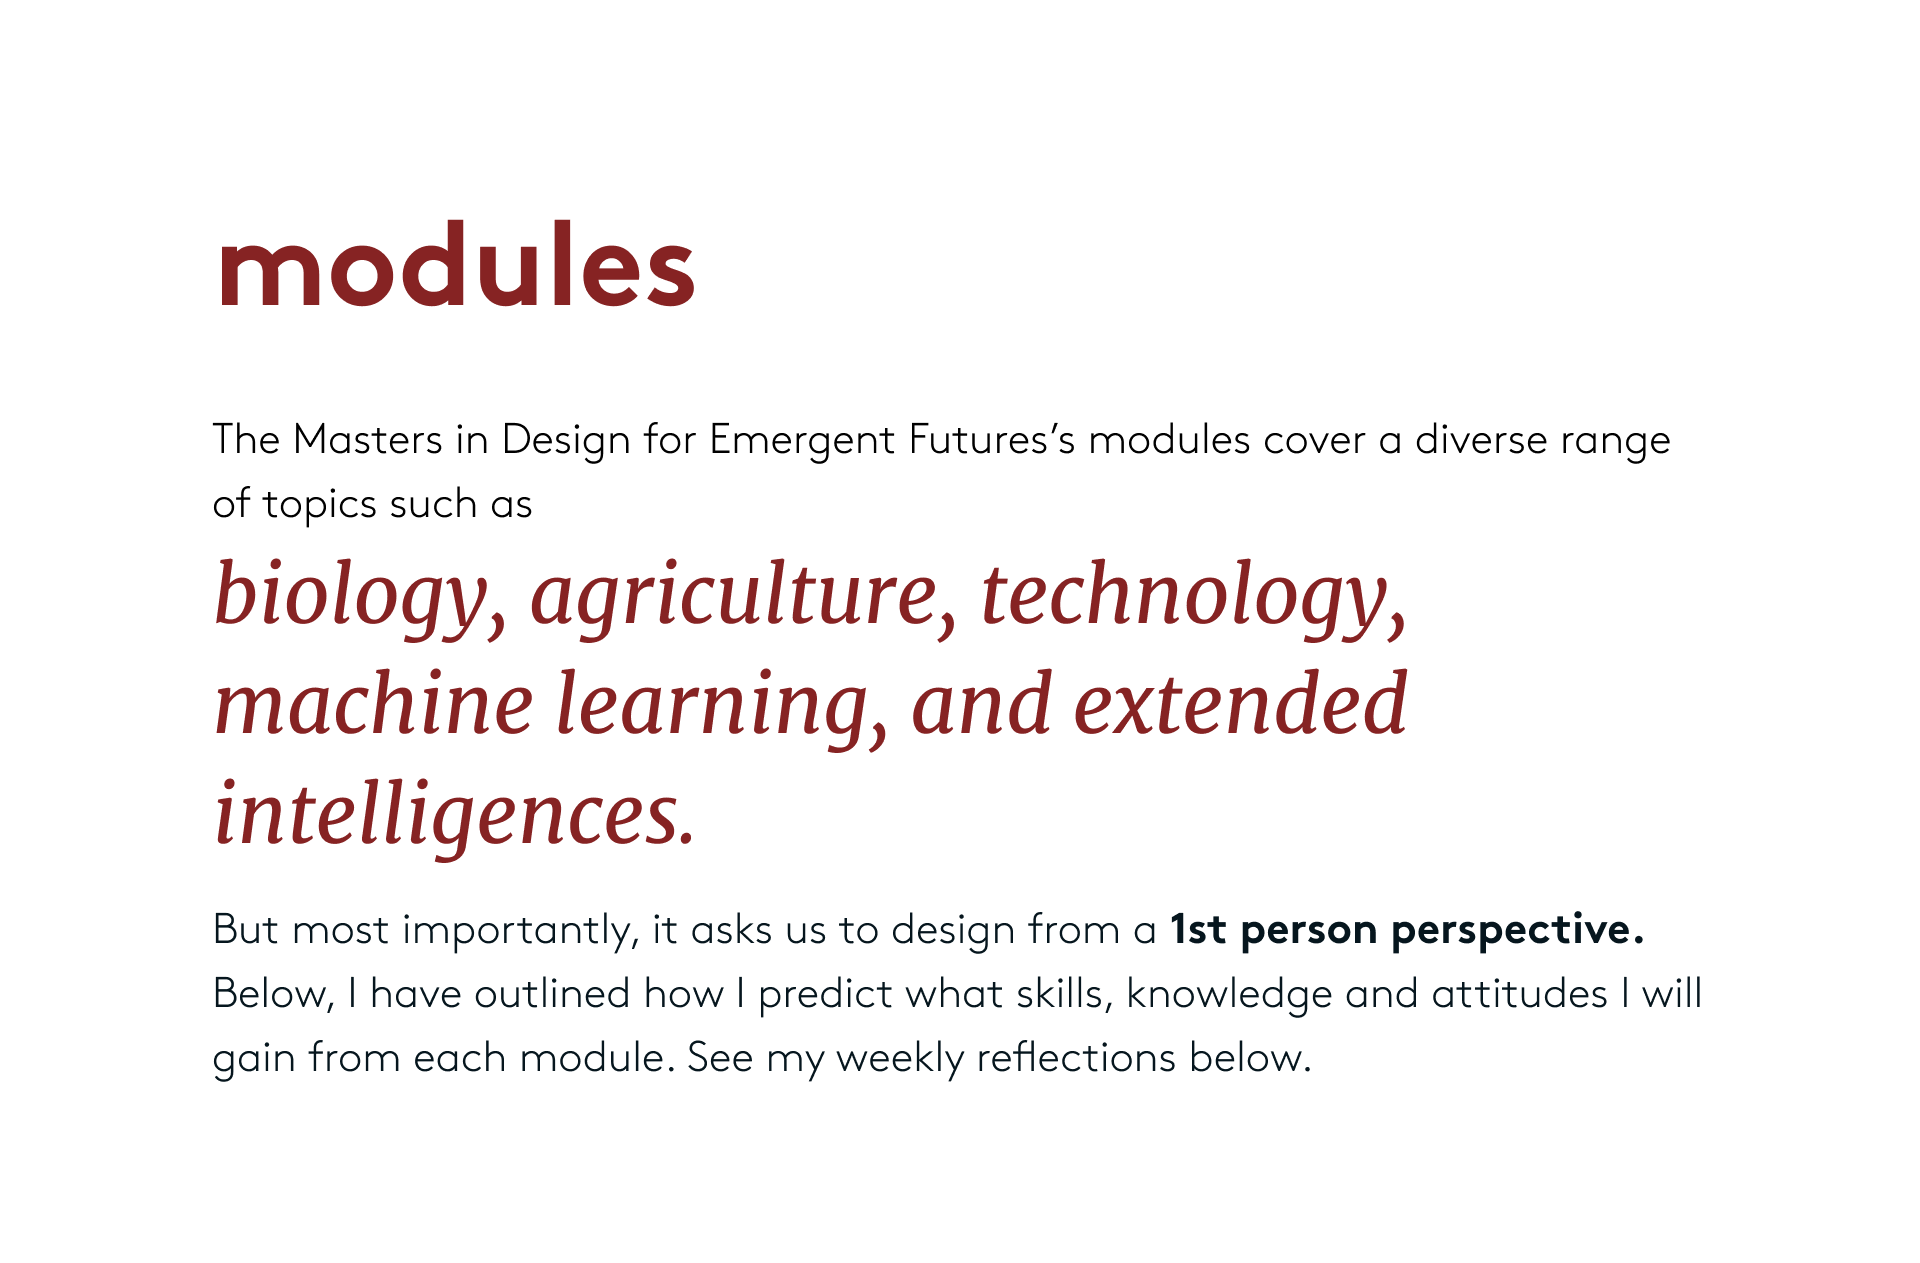 modules
The Masters in Design for Emergent Futures’s modules cover a diverse range
of topics such as
biology, agriculture, technology,
machine learning, and extended
intelligences.
But most importantly, it asks us to design from a 1st person perspective.
Below, I have outlined how I predict what skills, knowledge and attitudes I will
gain from each module. See my weekly reflections below.